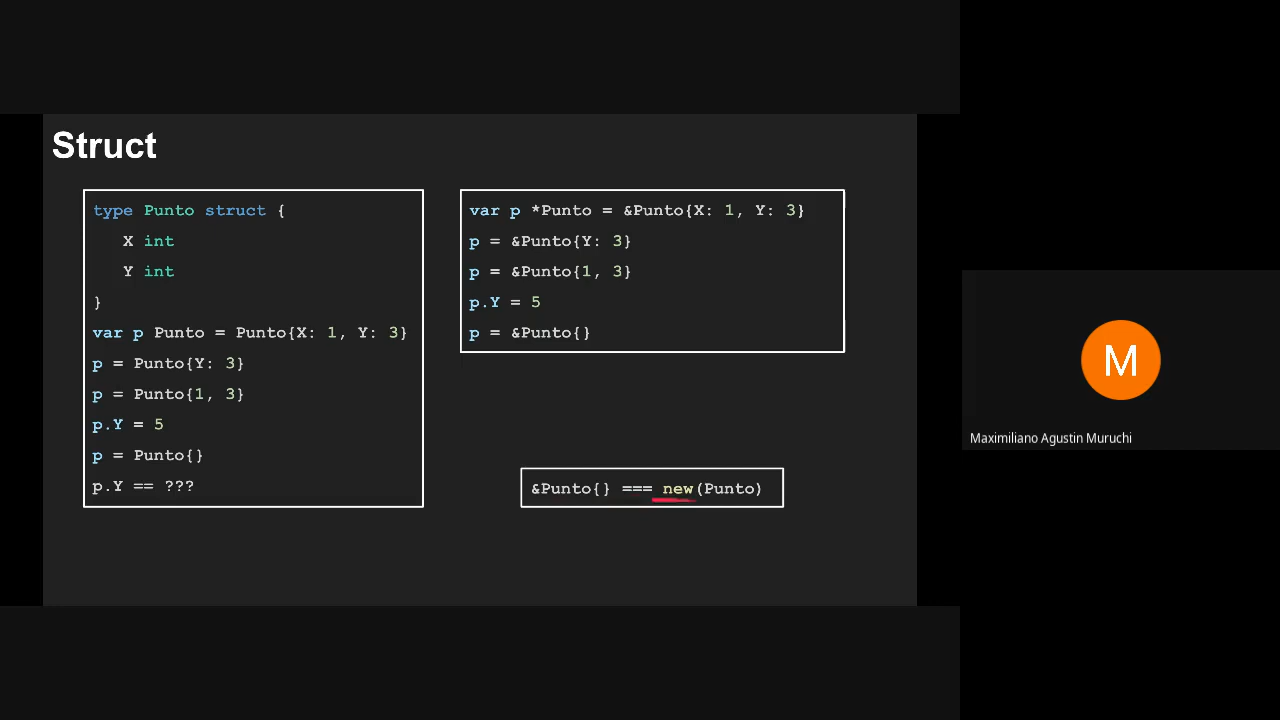 Struct
type Punto struct {
X int
Y int
}
var p Punto = Punto{X: 1, Y: 3}
p = Punto{Y: 3}
p = Punto{1, 3}
p.Y = 5
p = Punto{}
p.Y == ???
var p *Punto = &Punto{X: 1, Y: 3}
p = &Punto{Y: 3}
p = &Punto{1, 3}
p.Y = 5
p = &Punto{}
&Punto{} === new(Punto)
M
Maximiliano Agustin Muruchi